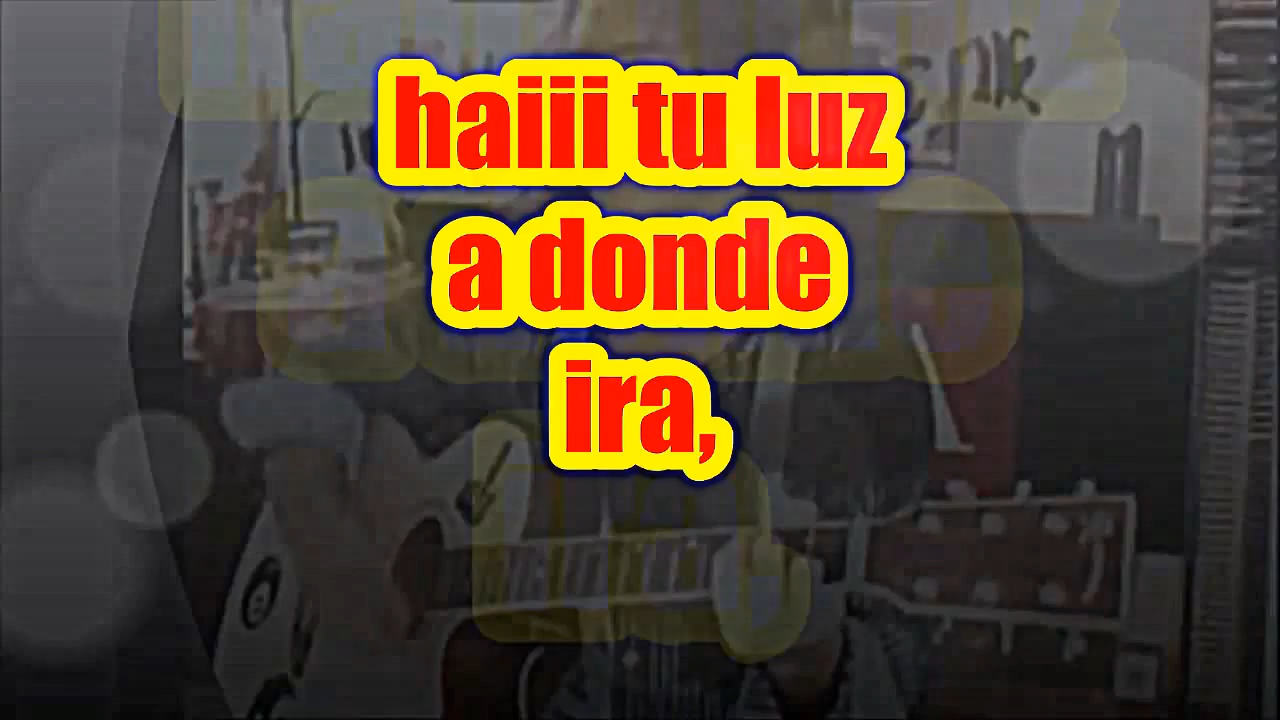 haiii tu luz
a donde
ira,